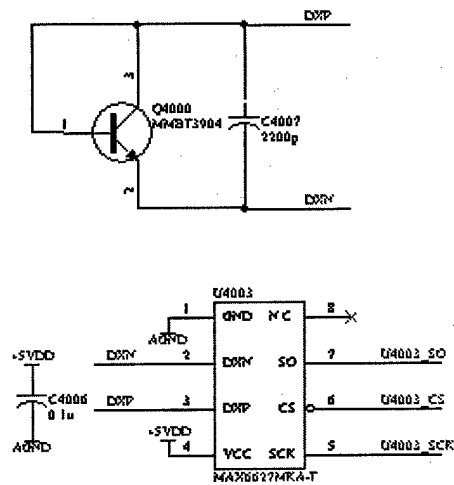 DXP
3
Q4000
MMBT3904
1
C4007
2200p
2
DXN
U4003
1 GND NC 8
AGND
+5VDD
DXN 2 DXN SO 7 U4003_SO
C4006
0.1u
DXP 3 DXP CS 6 U4003_CS
+5VDD
AGND
4 VCC SCK 5 U4003_SCK
MAX6627MKA-T